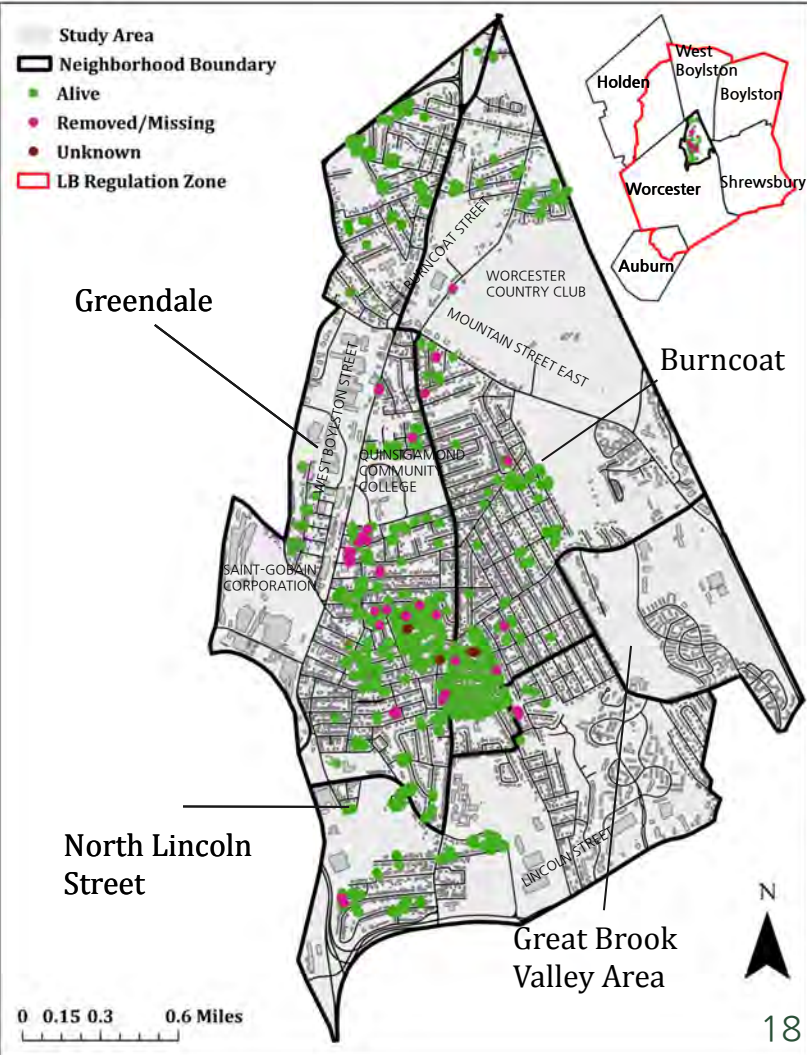 Study Area
Neighborhood Boundary
Alive
Removed/Missing
Unknown
LB Regulation Zone
Holden
West
Boylston
Boylston
Worcester
Shrewsbury
Auburn
BURNCOAT STREET
WORCESTER
COUNTRY CLUB
MOUNTAIN STREET EAST
Greendale
Burncoat
WEST BOYLSTON STREET
QUINSIGAMOND
COMMUNITY
COLLEGE
SAINT-GOBAIN
CORPORATION
North Lincoln
Street
LINCOLN STREET
Great Brook
Valley Area
N
0 0.15 0.3 0.6 Miles
18